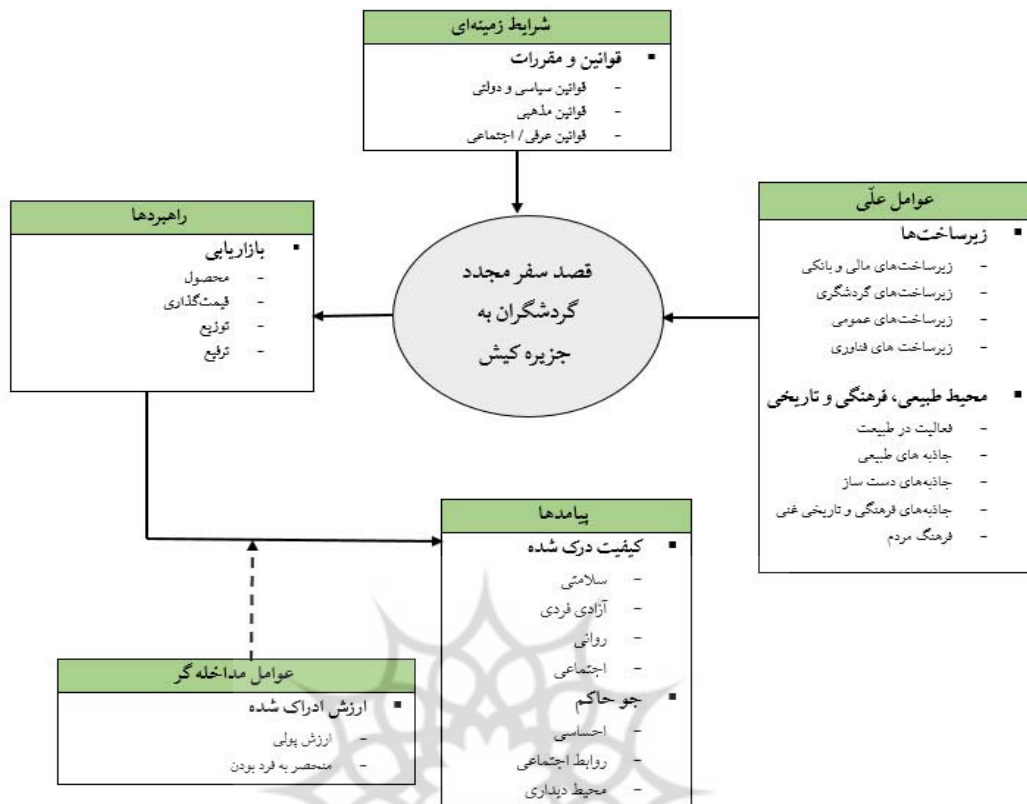 شرایط زمینه‌ای
▪ قوانین و مقررات
- قوانین سیاسی و دولتی
- قوانین مذهبی
- قوانین عرفی/ اجتماعی
عوامل علّی
▪ زیرساخت‌ها
- زیرساخت‌های مالی و بانکی
- زیرساخت‌های گردشگری
- زیرساخت‌های عمومی
- زیرساخت های فناوری
▪ محیط طبیعی، فرهنگی و تاریخی
- فعالیت در طبیعت
- جاذبه های طبیعی
- جاذبه‌های دست ساز
- جاذبه‌های فرهنگی و تاریخی غنی
- فرهنگ مردم
قصد سفر مجدد
گردشگران به
جزیره کیش
راهبردها
▪ بازاریابی
- محصول
- قیمت‌گذاری
- توزیع
- ترفیع
پیامدها
▪ کیفیت درک شده
- سلامتی
- آزادی فردی
- روانی
- اجتماعی
▪ جو حاکم
- احساسی
- روابط اجتماعی
- محیط دیداری
عوامل مداخله گر
▪ ارزش ادراک شده
- ارزش پولی
- منحصر به فرد بودن